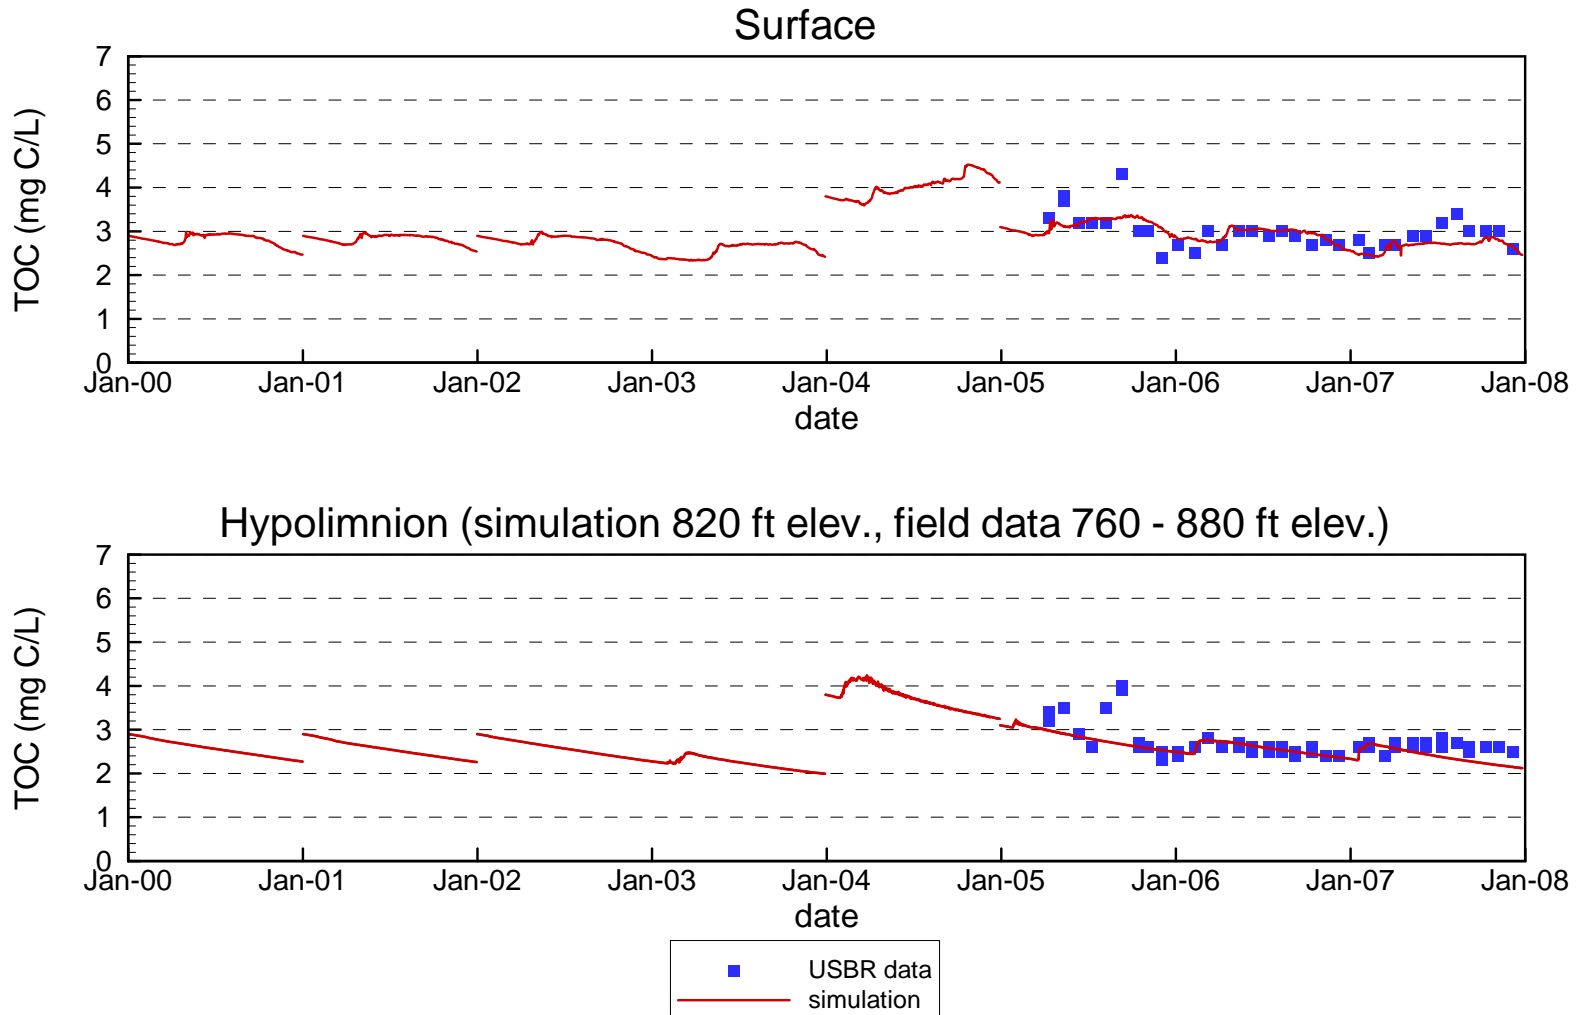 Surface
TOC (mg C/L)
7
6
5
4
3
2
1
0
Jan-00 Jan-01 Jan-02 Jan-03 Jan-04 Jan-05 Jan-06 Jan-07 Jan-08
date
Hypolimnion (simulation 820 ft elev., field data 760 - 880 ft elev.)
TOC (mg C/L)
7
6
5
4
3
2
1
0
Jan-00 Jan-01 Jan-02 Jan-03 Jan-04 Jan-05 Jan-06 Jan-07 Jan-08
date
USBR data
simulation